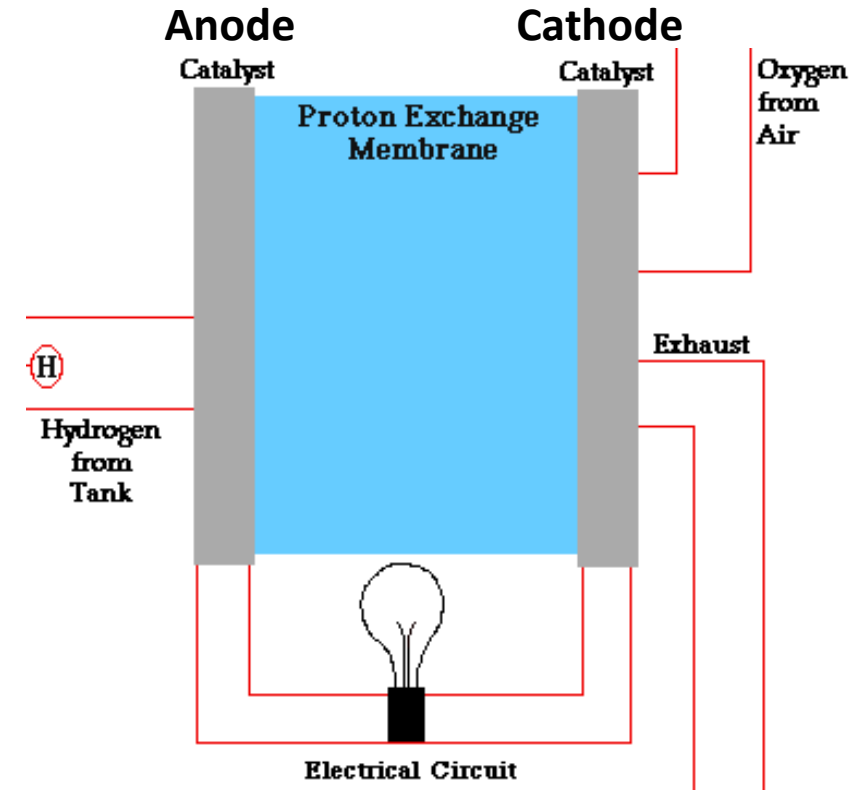 Anode
Cathode
Catalyst
Catalyst
Oxygen
from
Air
Proton Exchange
Membrane
Exhaust
H
Hydrogen
from
Tank
Electrical Circuit